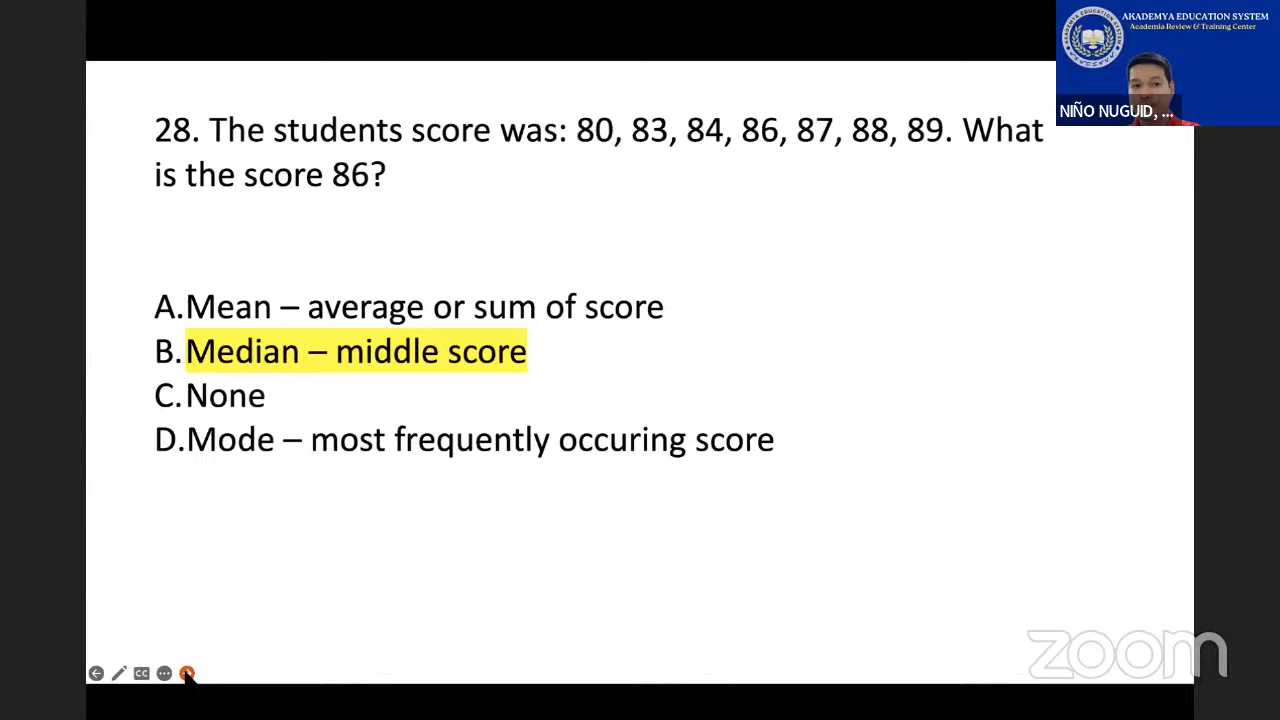 AKADEMYA EDUCATION SYSTEM
Academia Review & Training Center
NIÑO NUGUID, ...
28. The students score was: 80, 83, 84, 86, 87, 88, 89. What
is the score 86?
A.Mean – average or sum of score
B.Median – middle score
C.None
D.Mode – most frequently occuring score
CC
zoom